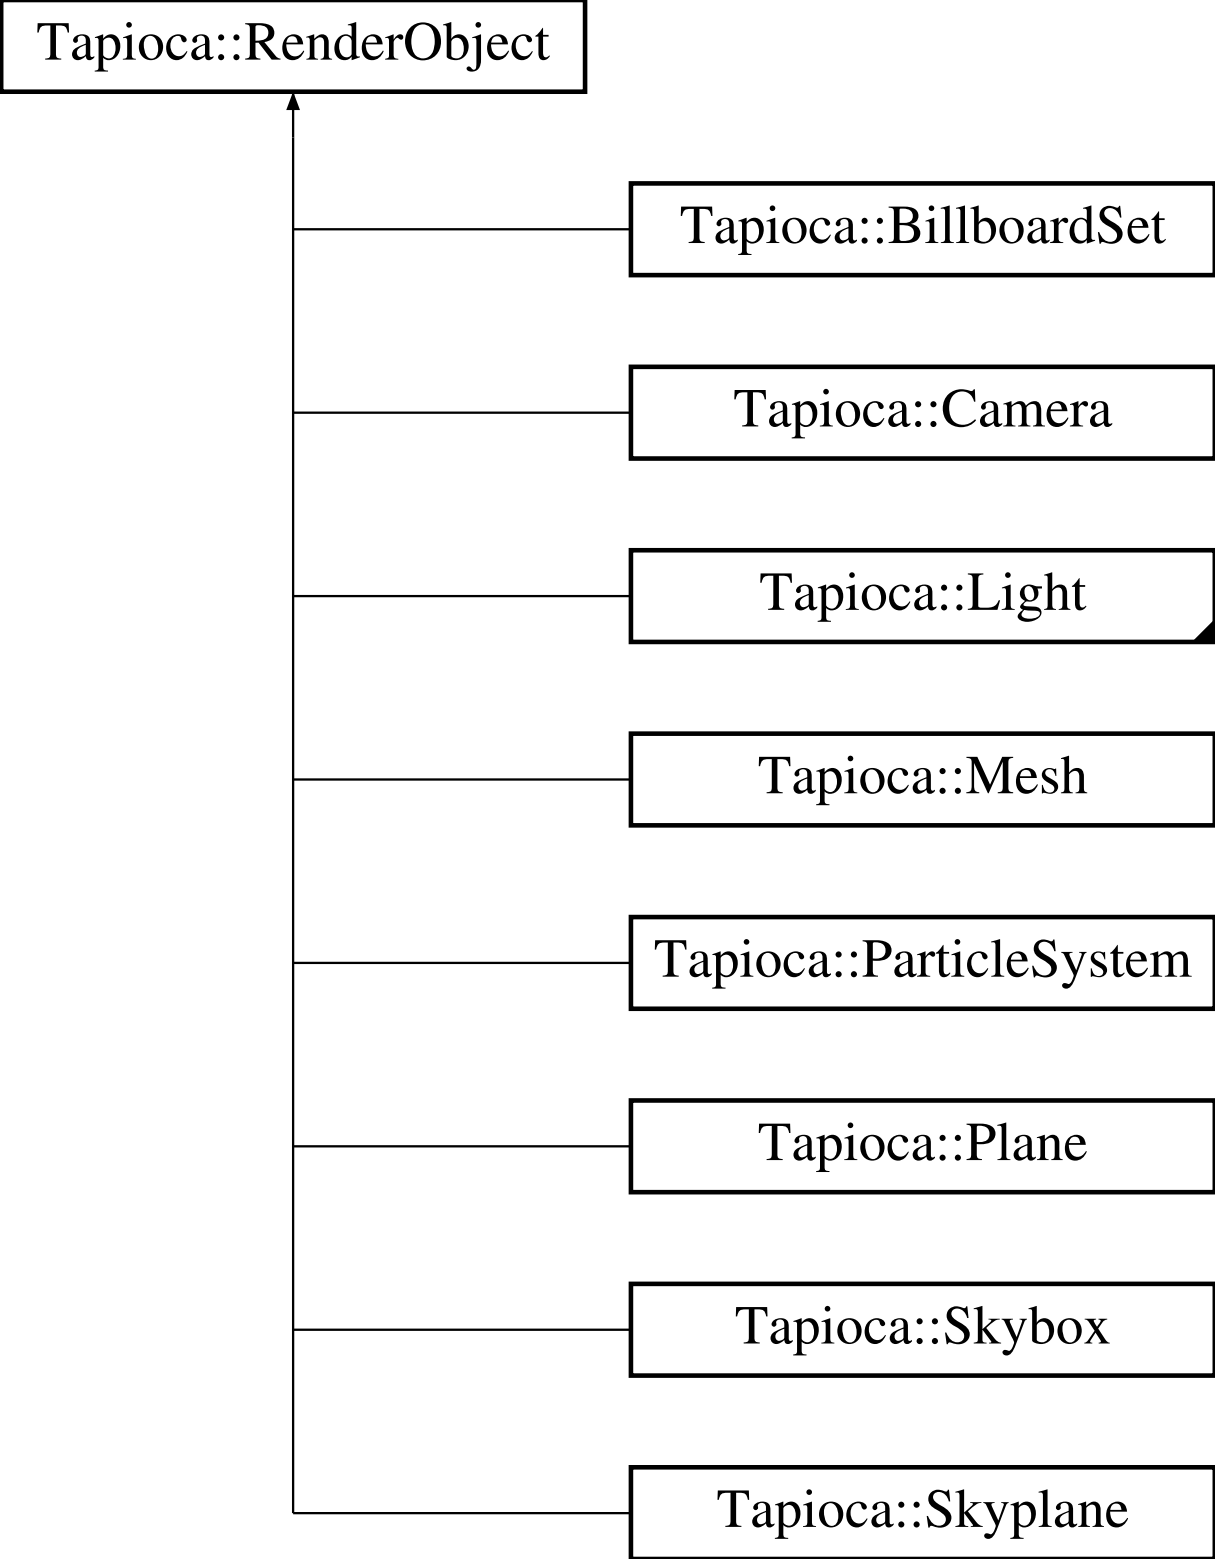 Tapioca::RenderObject
Tapioca::BillboardSet
Tapioca::Camera
Tapioca::Light
Tapioca::Mesh
Tapioca::ParticleSystem
Tapioca::Plane
Tapioca::Skybox
Tapioca::Skyplane